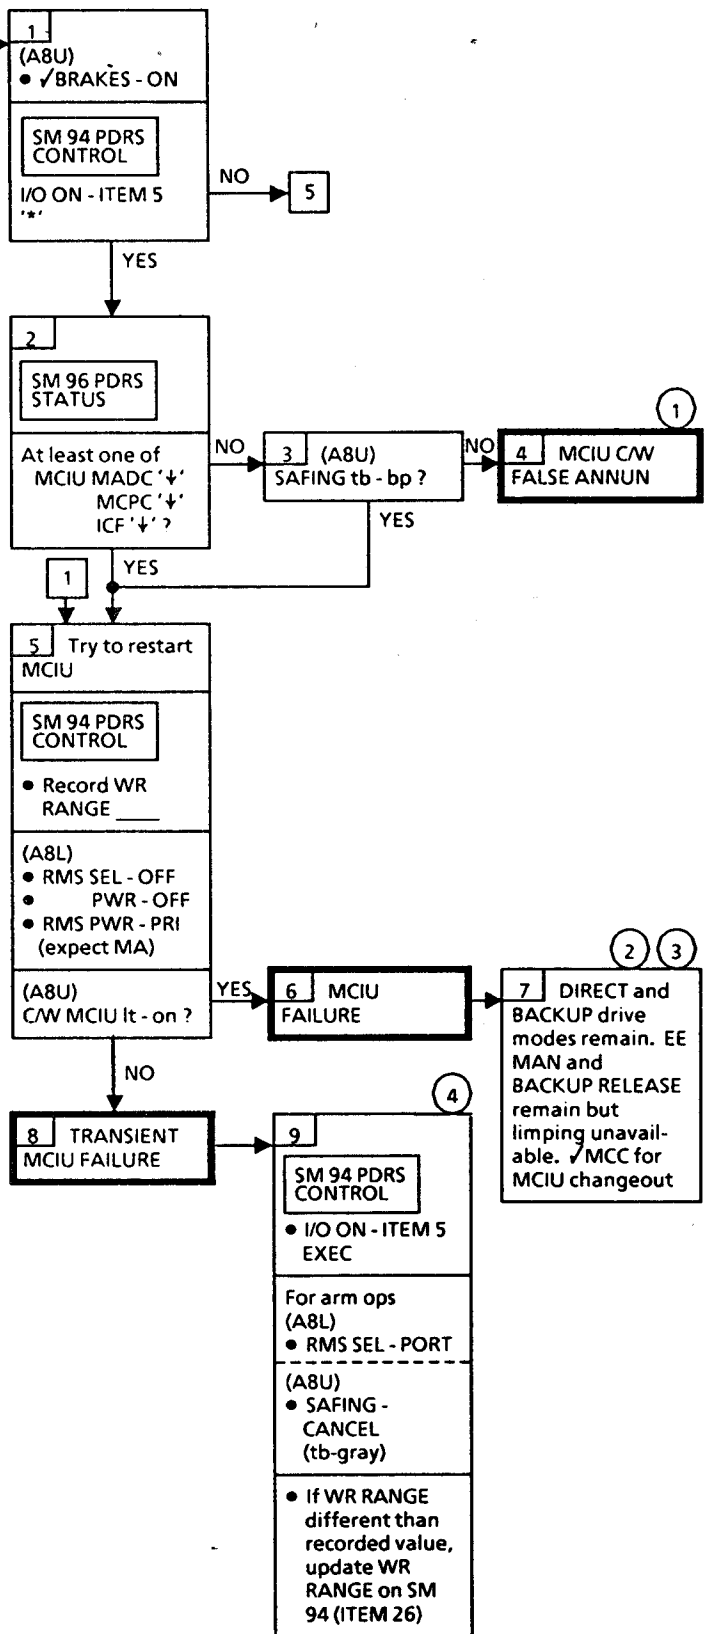 1
(A8U)
● ✓BRAKES - ON
SM 94 PDRS
CONTROL
I/O ON - ITEM 5
'*'
NO
5
YES
2
SM 96 PDRS
STATUS
At least one of
MCIU MADC '↓'
MCPC '↓'
ICF '↓' ?
NO
3 (A8U)
SAFING tb - bp ?
NO
1
4 MCIU C/W
FALSE ANNUN
YES
YES
1
5 Try to restart
MCIU
SM 94 PDRS
CONTROL
● Record WR
RANGE ____
(A8L)
● RMS SEL - OFF
● PWR - OFF
● RMS PWR - PRI
(expect MA)
(A8U)
C/W MCIU lt - on ?
YES
6 MCIU
FAILURE
2 3
7 DIRECT and
BACKUP drive
modes remain. EE
MAN and
BACKUP RELEASE
remain but
limping unavail-
able. ✓MCC for
MCIU changeout
NO
8 TRANSIENT
MCIU FAILURE
4
9
SM 94 PDRS
CONTROL
● I/O ON - ITEM 5
EXEC
For arm ops
(A8L)
● RMS SEL - PORT
(A8U)
● SAFING -
CANCEL
(tb-gray)
● If WR RANGE
different than
recorded value,
update WR
RANGE on SM
94 (ITEM 26)